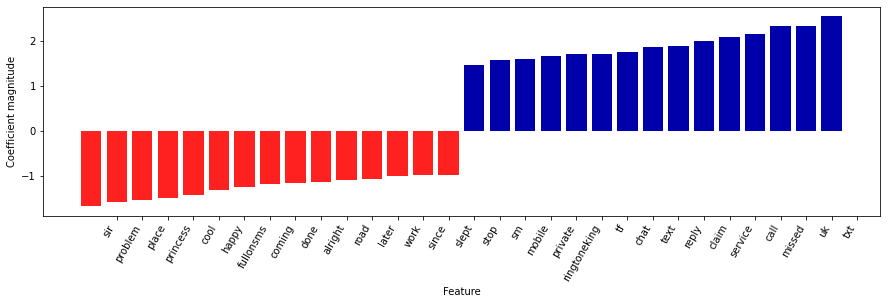 2
1
0
−1
Coefficient magnitude
sir
problem
place
princess
cool
happy
fullonsms
coming
done
alright
road
later
work
since
slept
stop
sm
mobile
private
ringtoneking
tf
chat
text
reply
claim
service
call
missed
uk
txt
Feature